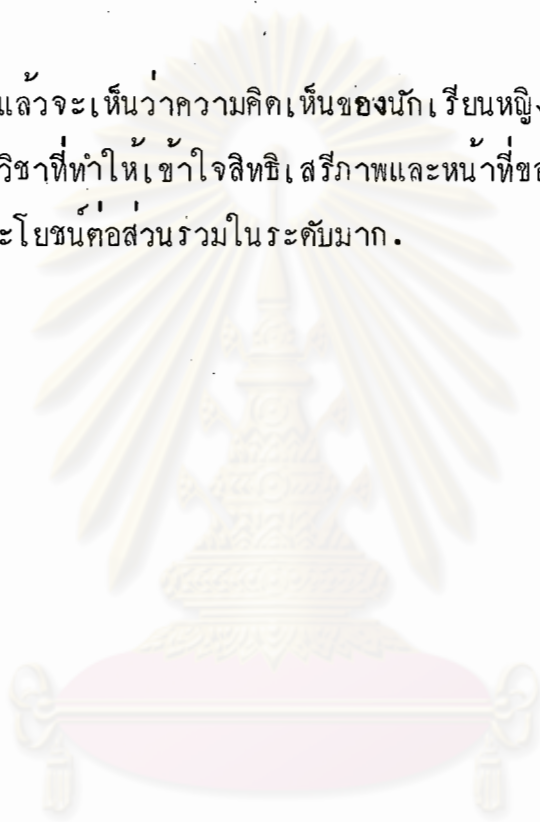 แล้วจะเห็นว่าความคิดเห็นของนักเรียนหญิง
วิชาที่ทำให้เข้าใจสิทธิเสรีภาพและหน้าที่ขอ
ะโยชน์ต่อส่วนรวมในระดับมาก.